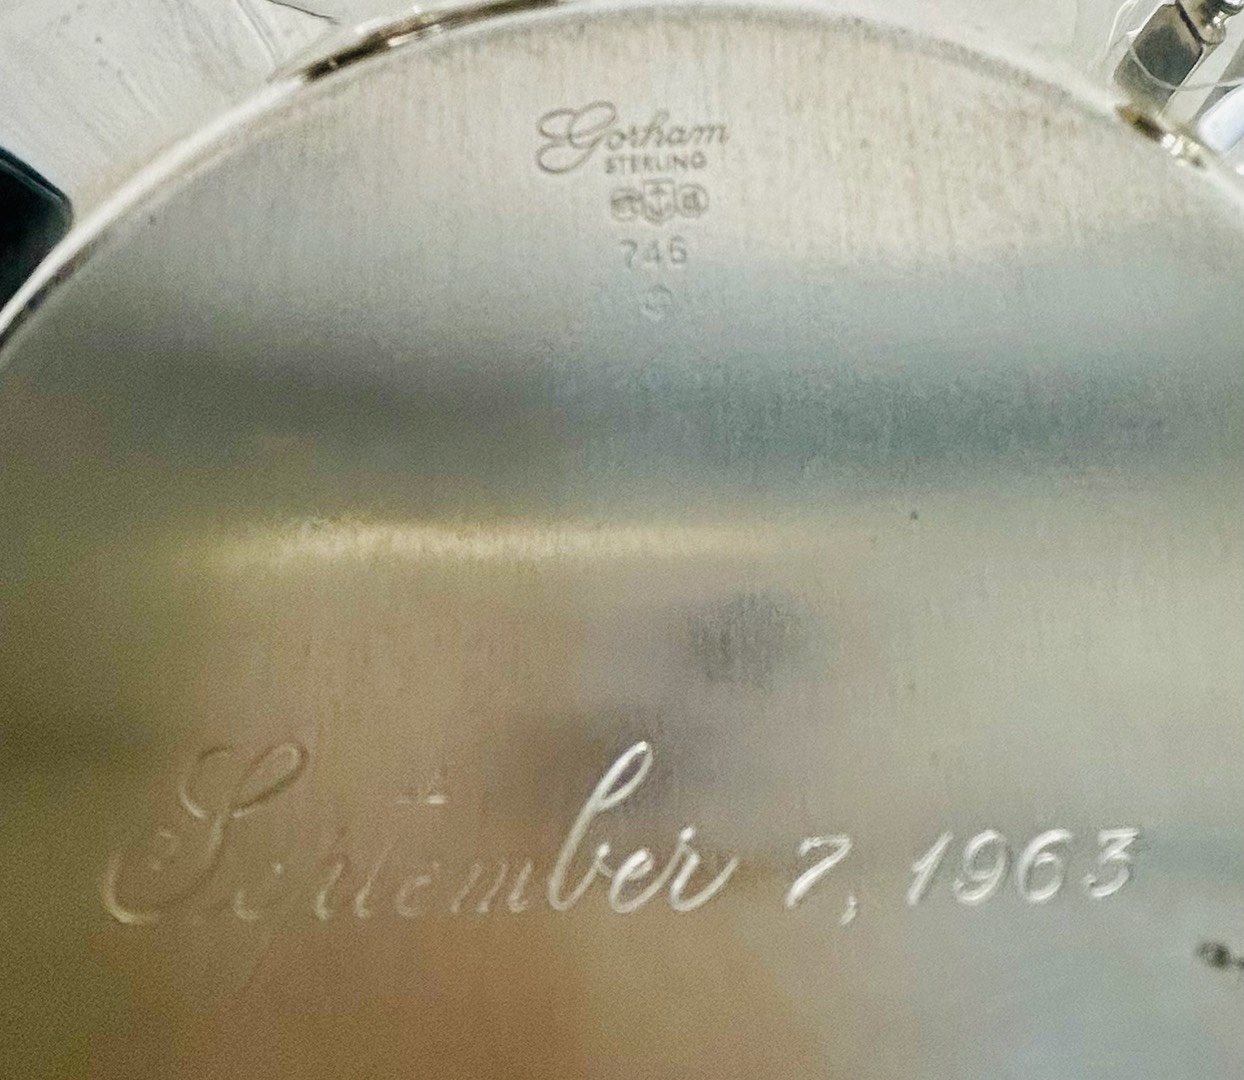 Gorham
STERLING
746
September 7, 1963